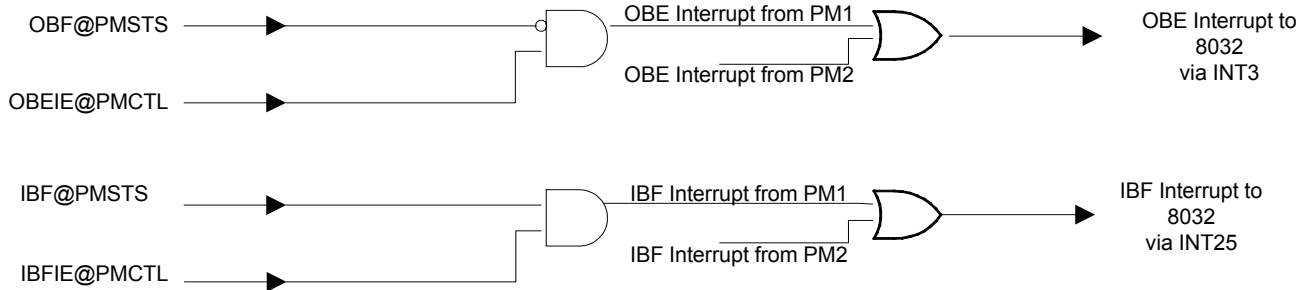 OBF@PMSTS
OBEIE@PMCTL
OBE Interrupt from PM1
OBE Interrupt from PM2
OBE Interrupt to
8032
via INT3
IBF@PMSTS
IBFIE@PMCTL
IBF Interrupt from PM1
IBF Interrupt from PM2
IBF Interrupt to
8032
via INT25